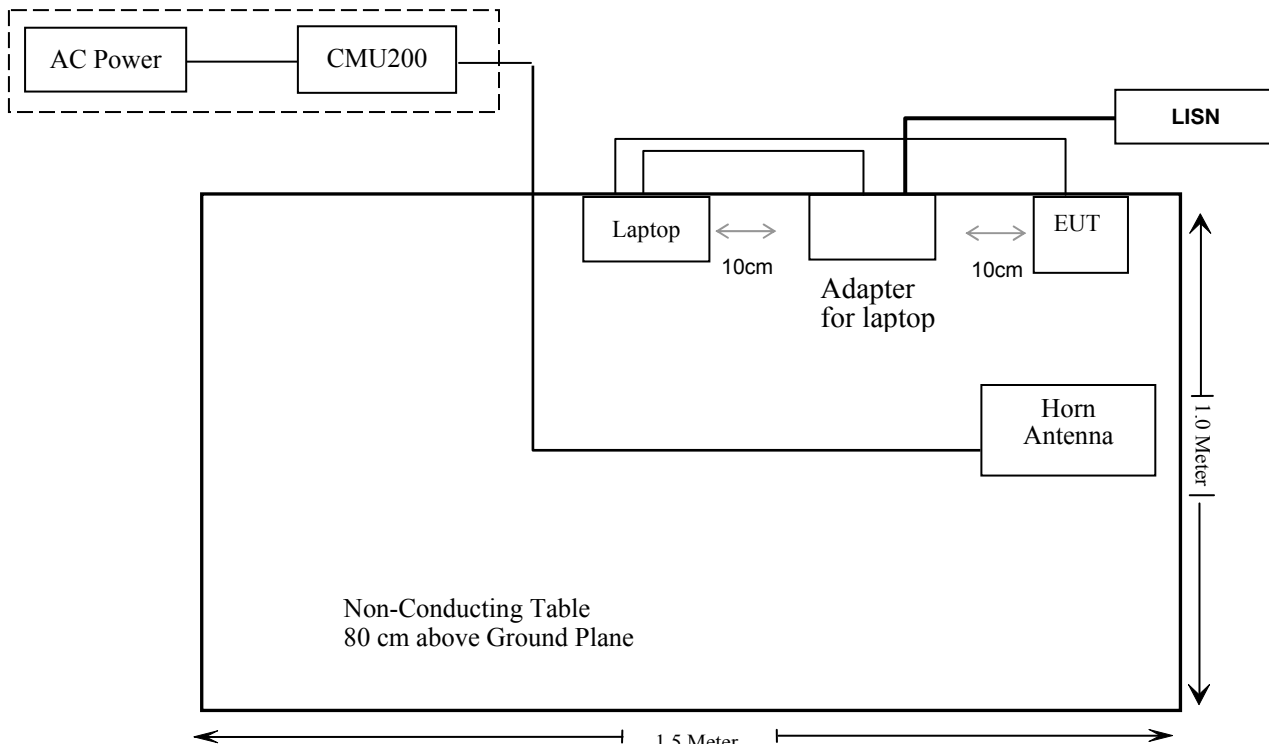 AC Power
CMU200
LISN
Laptop
10cm
Adapter
for laptop
10cm
EUT
Horn
Antenna
1.0 Meter
Non-Conducting Table
80 cm above Ground Plane
1.5 Meter